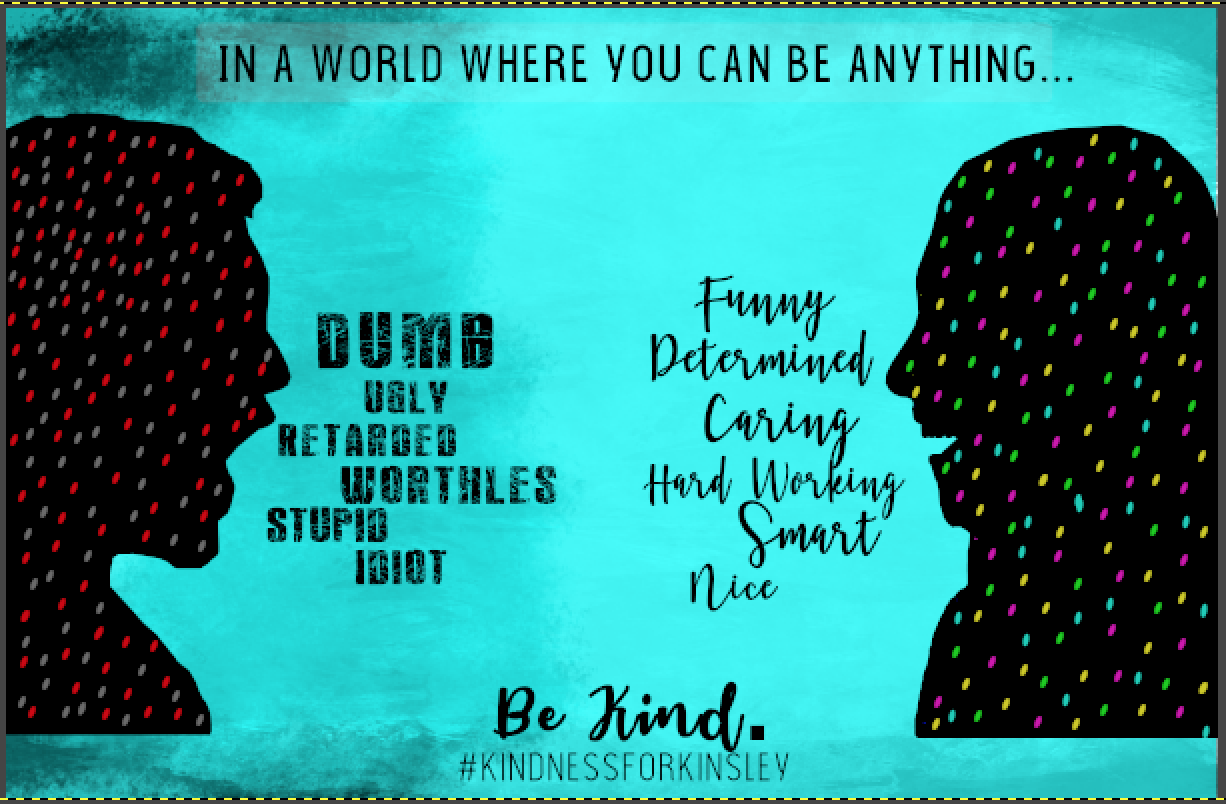 IN A WORLD WHERE YOU CAN BE ANYTHING...
DUMB
UGLY
RETARDED
WORTHLES
STUPID
IDIOT
Funny
Determined
Caring
Hard Working
Smart
Nice
Be Kind.
#KINDNESSFORKINSLEY